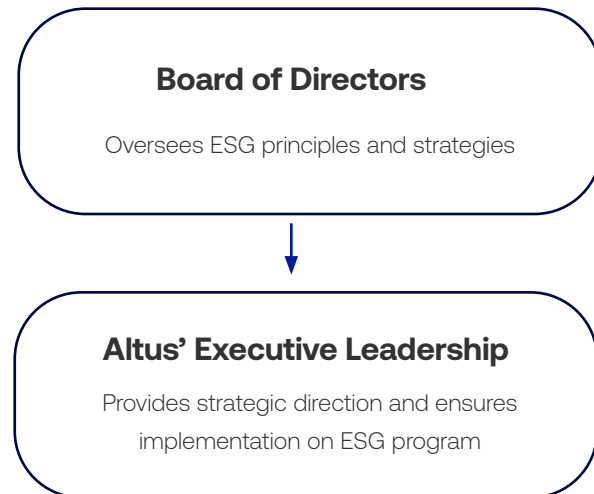 Board of Directors
Oversees ESG principles and strategies
Altus’ Executive Leadership
Provides strategic direction and ensures
implementation on ESG program